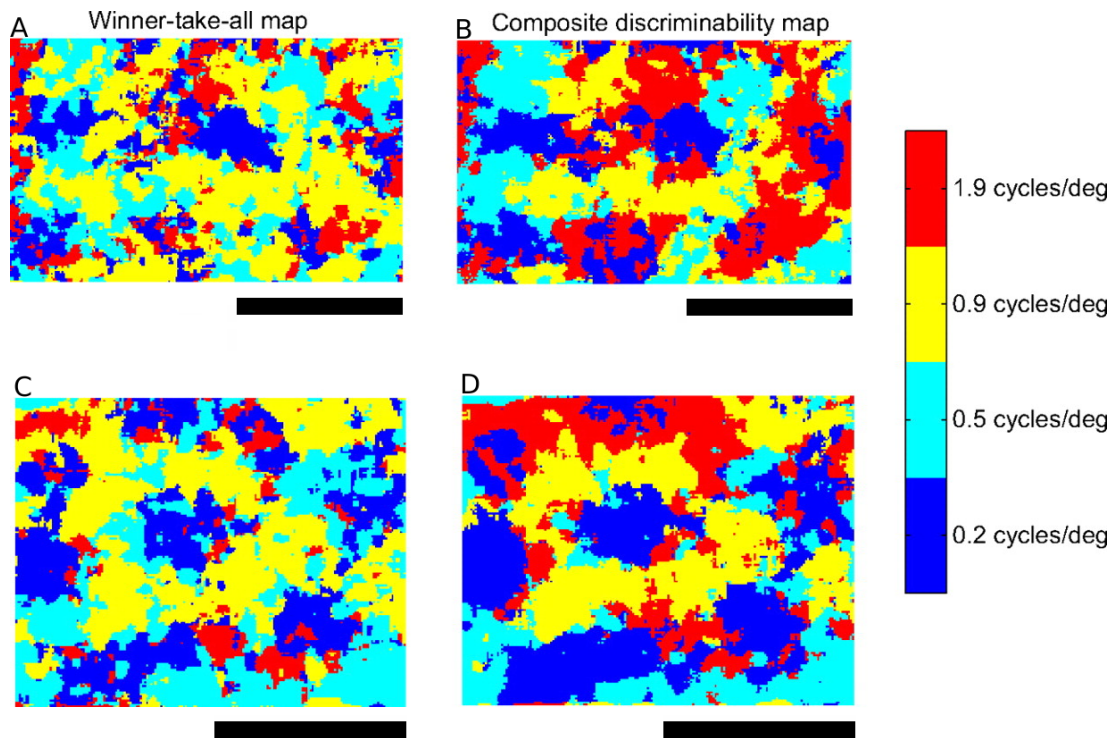 A Winner-take-all map
B Composite discriminability map
1.9 cycles/deg
0.9 cycles/deg
0.5 cycles/deg
0.2 cycles/deg
C
D